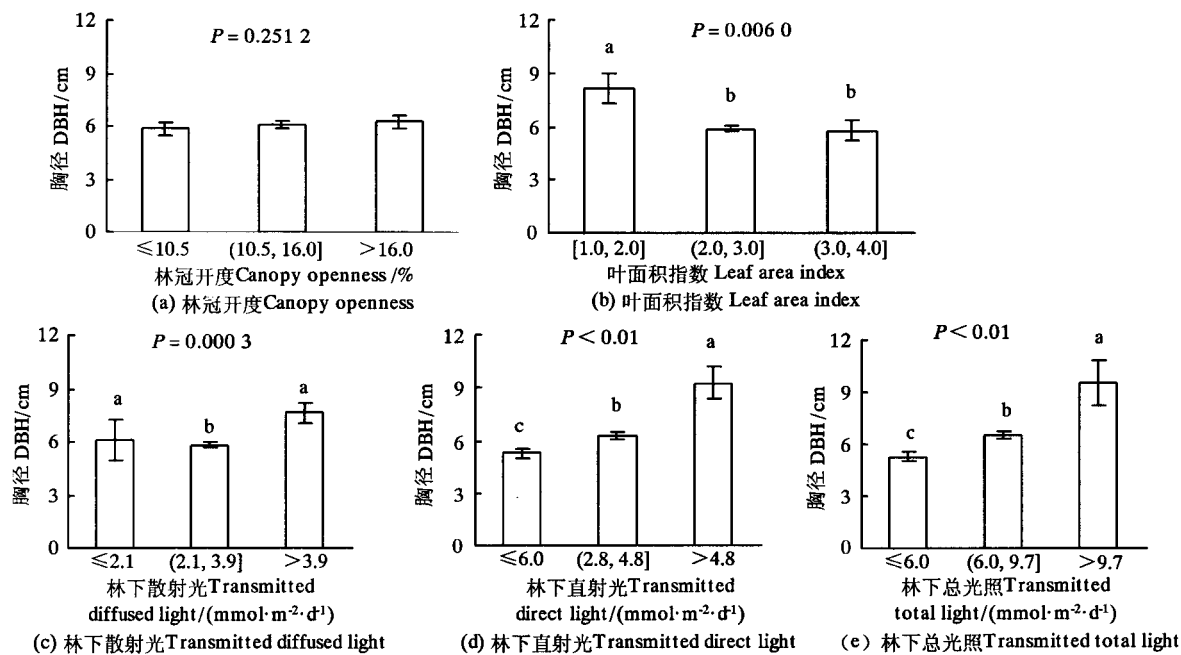 12
P = 0.251 2
9
6
3
0
胸径 DBH/cm
≤10.5 (10.5, 16.0] >16.0
林冠开度Canopy openness /%
(a) 林冠开度Canopy openness
12
P = 0.006 0
a
9
b b
6
3
0
胸径 DBH/cm
[1.0, 2.0] (2.0, 3.0] (3.0, 4.0]
叶面积指数 Leaf area index
(b) 叶面积指数 Leaf area index
12
P = 0.000 3
9
a b a
6
3
0
胸径 DBH/cm
≤2.1 (2.1, 3.9] >3.9
林下散射光Transmitted
diffused light/(mmol·m-2·d-1)
(c) 林下散射光Transmitted diffused light
12
P < 0.01
a
9
b
c
6
3
0
胸径 DBH/cm
≤6.0 (2.8, 4.8] >4.8
林下直射光Transmitted
direct light/(mmol·m-2·d-1)
(d) 林下直射光Transmitted direct light
12
P < 0.01
a
9
b
c
6
3
0
胸径 DBH/cm
≤6.0 (6.0, 9.7] >9.7
林下总光照Transmitted
total light/(mmol·m-2·d-1)
(e) 林下总光照Transmitted total light